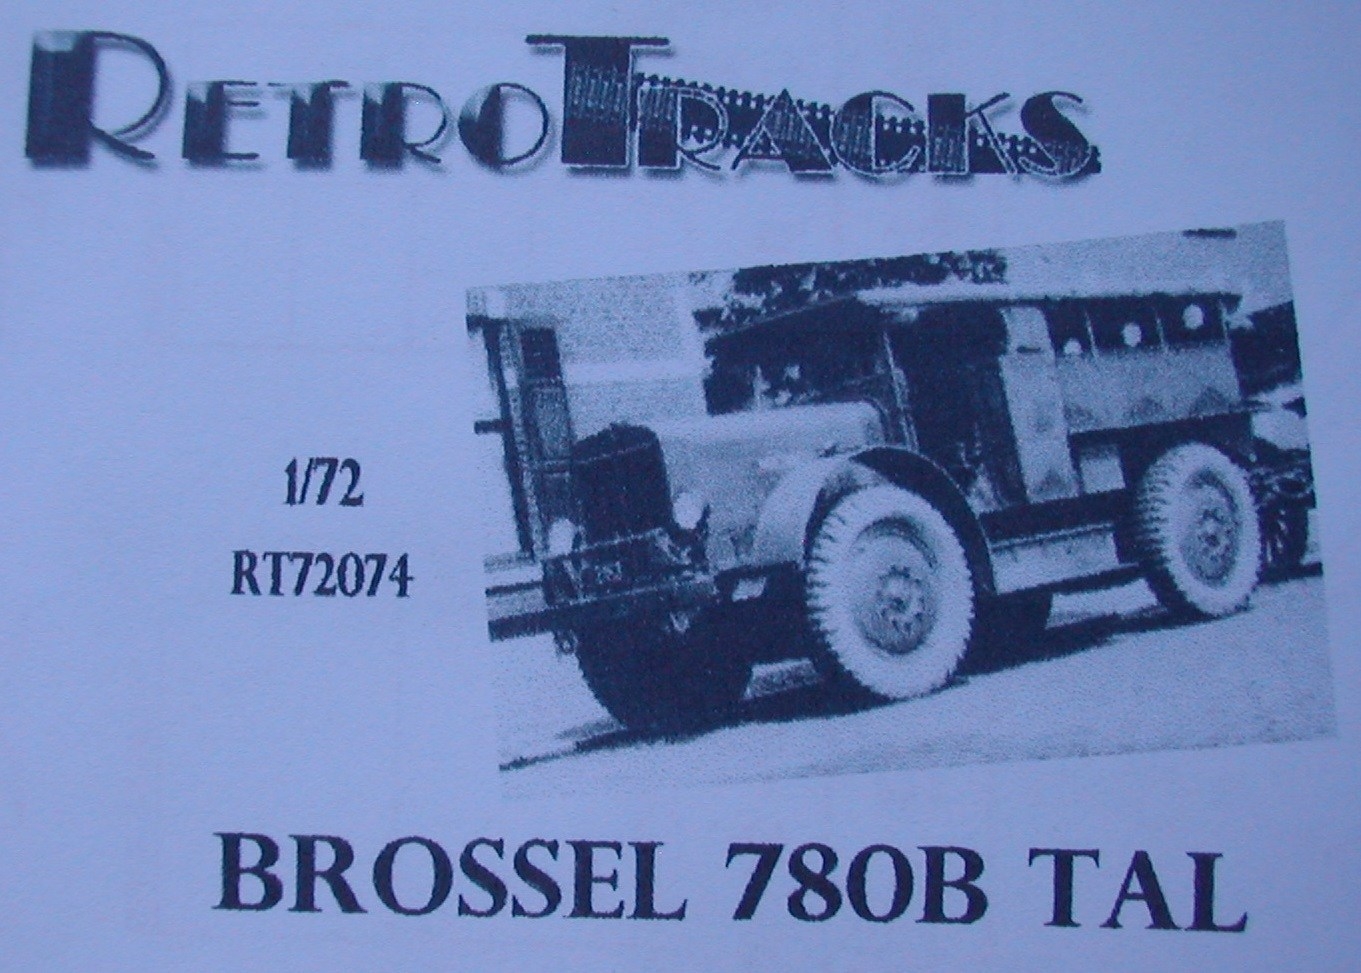 RETROTRACKS
1/72
RT72074
BROSSEL 780B TAL